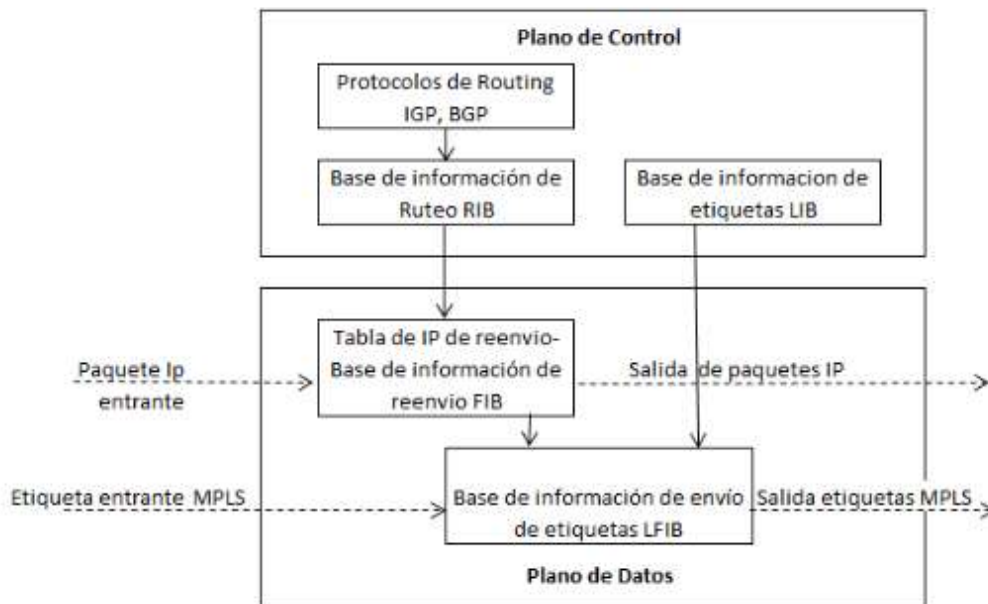 Plano de Control
Protocolos de Routing
IGP, BGP
Base de información de
Ruteo RIB
Base de informacion de
etiquetas LIB
Tabla de IP de reenvio-
Base de información de
reenvio FIB
Paquete Ip
entrante
Salida de paquetes IP
Etiqueta entrante MPLS
Base de información de envío
de etiquetas LFIB
Salida etiquetas MPLS
Plano de Datos